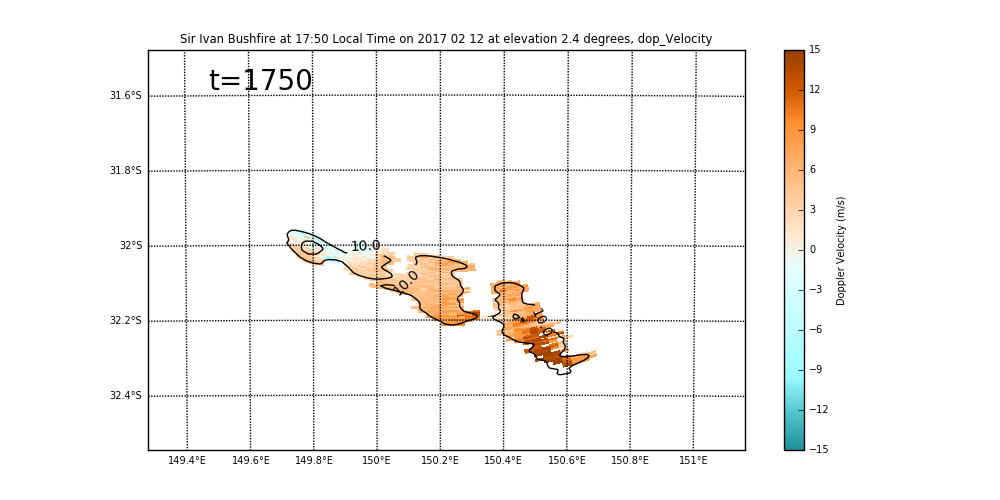 Sir Ivan Bushfire at 17:50 Local Time on 2017 02 12 at elevation 2.4 degrees, dop_Velocity
t=1750
31.6°S
31.8°S
32°S
32.2°S
32.4°S
149.4°E 149.6°E 149.8°E 150°E 150.2°E 150.4°E 150.6°E 150.8°E 151°E
10.0
15
12
9
6
3
0
−3
−6
−9
−12
−15
Doppler Velocity (m/s)